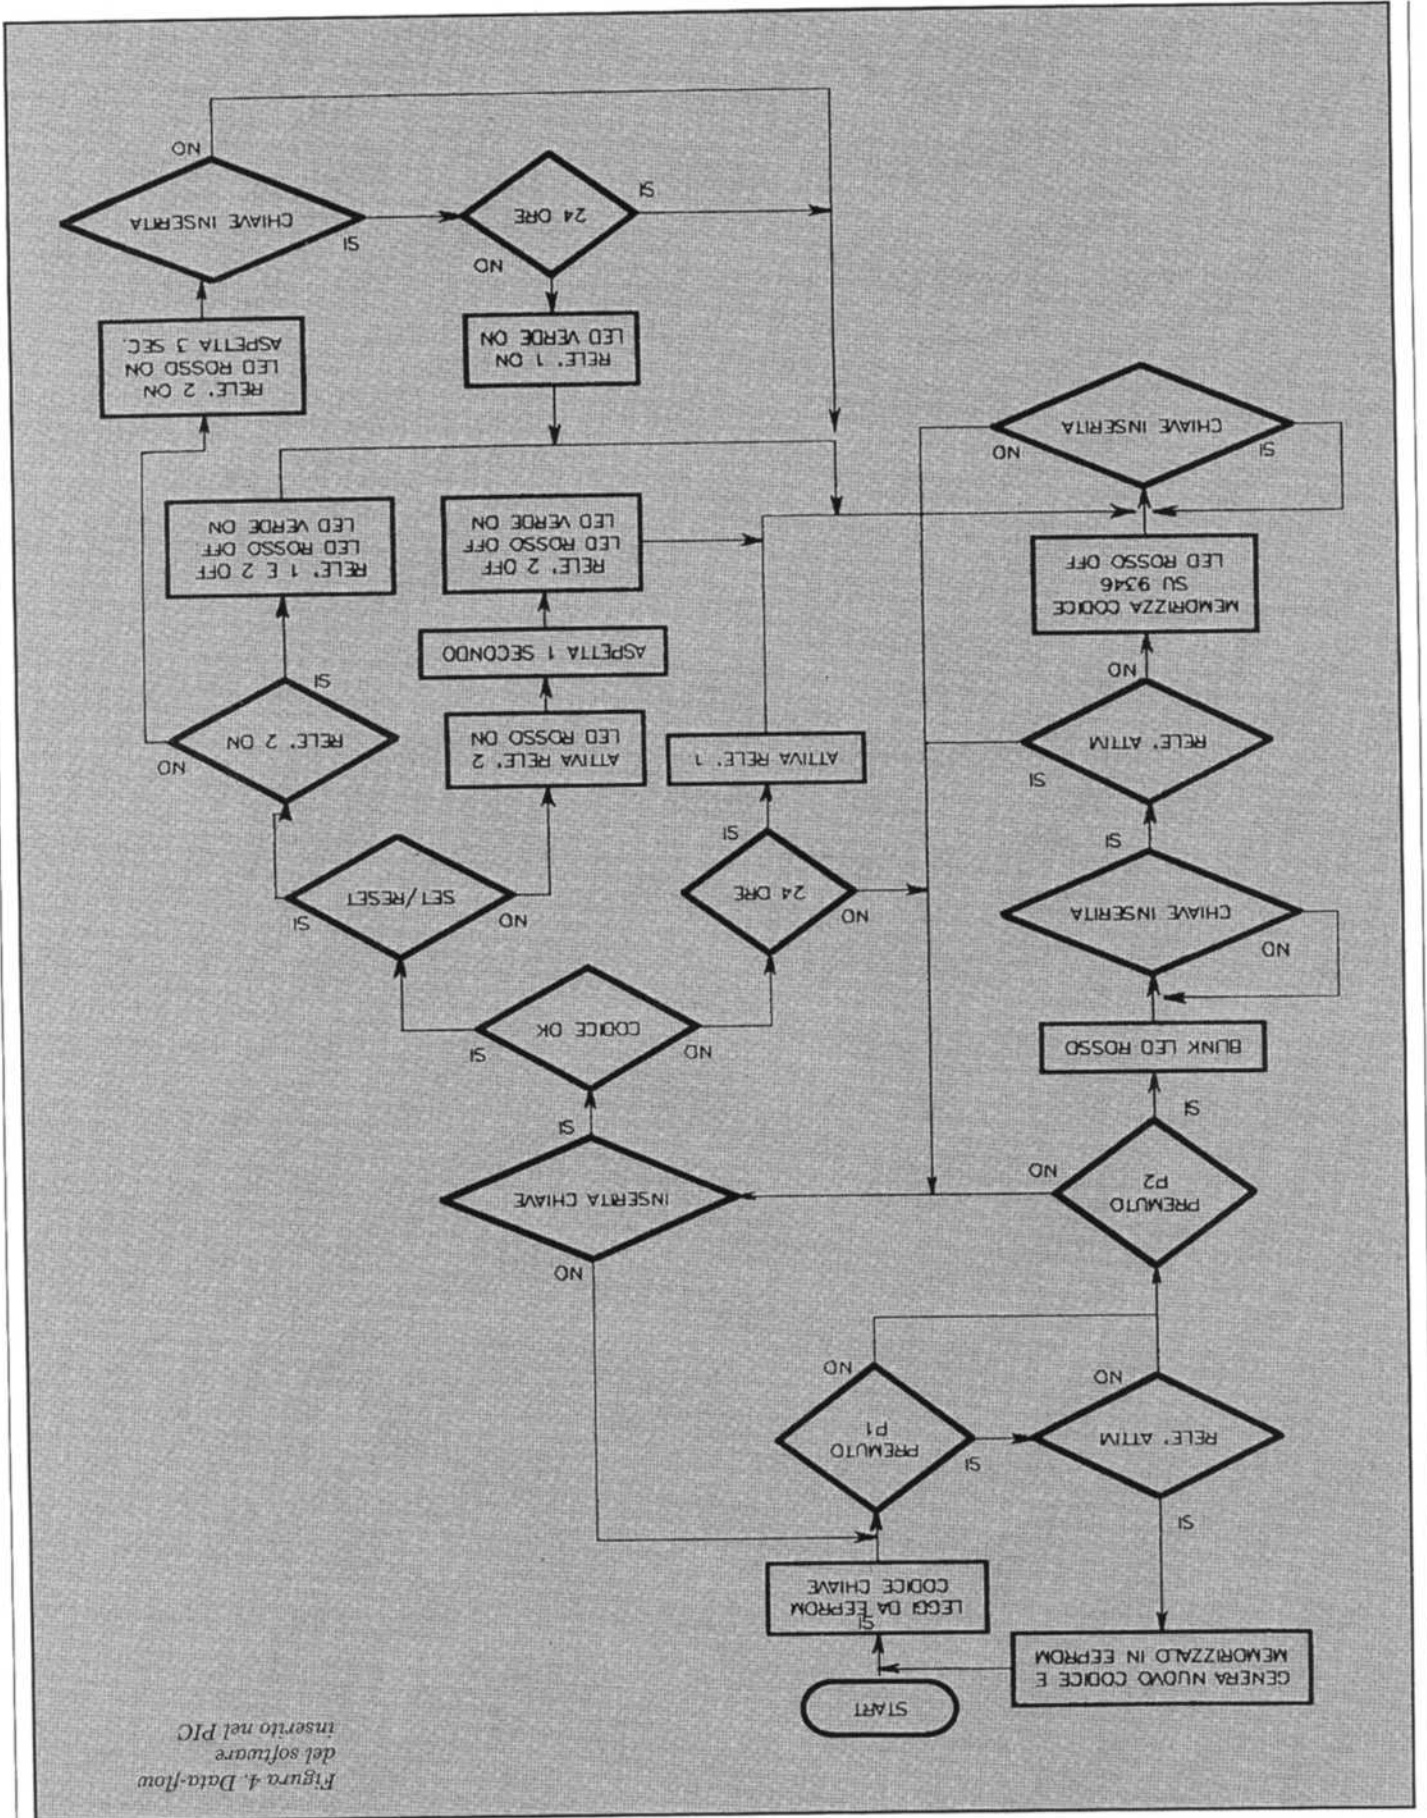 Figura 4. Data-flow
del software
inserito nel PIC
START
GENERA NUOVO CODICE E
MEMORIZZALO IN EEPROM
SI
LEGGI DA EEPROM
CODICE CHIAVE
SI
RELE' ATTIVI
NO
SI
PREMUTO
P1
NO
PREMUTO
P2
NO
SI
NO
INSERITA CHIAVE
SI
BLINK LED ROSSO
NO
CODICE OK
SI
NO
CHIAVE INSERITA
SI
NO
24 ORE
SI
NO
SET/RESET
SI
SI
RELE' ATTIVI
NO
ATTIVA RELE' 1
ATTIVA RELE' 2
LED ROSSO ON
NO
RELE' 2 ON
SI
ASPETTA 1 SECONDO
MEMORIZZA CODICE
SU 9346
LED ROSSO OFF
RELE' 2 OFF
LED ROSSO OFF
LED VERDE ON
RELE' 1 E 2 OFF
LED ROSSO OFF
LED VERDE ON
SI
CHIAVE INSERITA
NO
RELE' 2 ON
LED ROSSO ON
ASPETTA 3 SEC.
RELE' 1 ON
LED VERDE ON
NO
24 ORE
SI
SI
CHIAVE INSERITA
NO